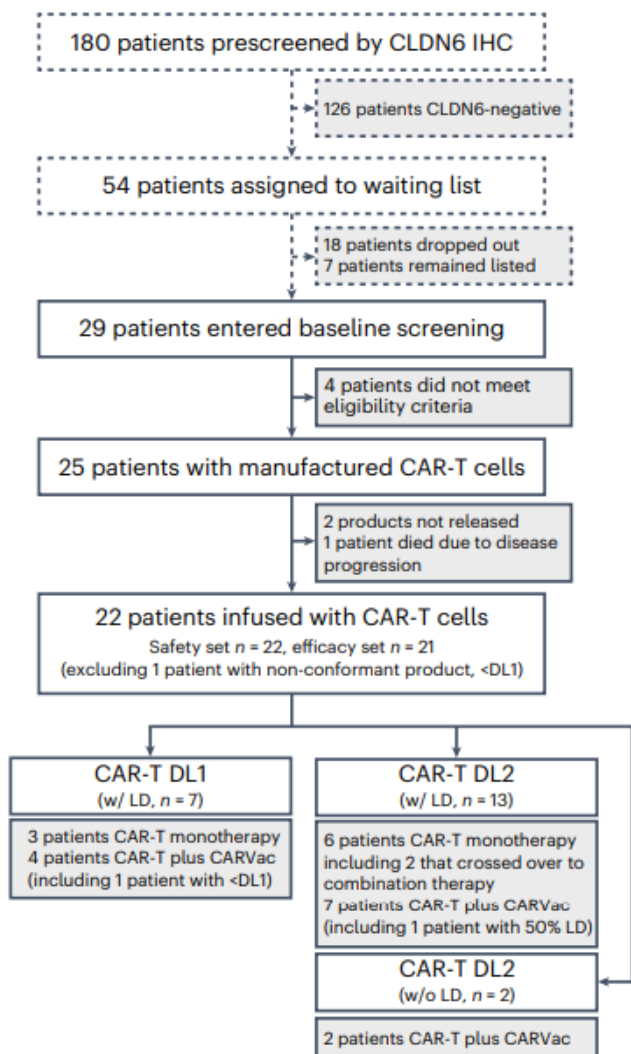 180 patients prescreened by CLDN6 IHC
126 patients CLDN6-negative
54 patients assigned to waiting list
18 patients dropped out
7 patients remained listed
29 patients entered baseline screening
4 patients did not meet
eligibility criteria
25 patients with manufactured CAR-T cells
2 products not released
1 patient died due to disease
progression
22 patients infused with CAR-T cells
Safety set n = 22, efficacy set n = 21
(excluding 1 patient with non-conformant product, <DL1)
CAR-T DL1
(w/ LD, n = 7)
3 patients CAR-T monotherapy
4 patients CAR-T plus CARVac
(including 1 patient with <DL1)
CAR-T DL2
(w/ LD, n = 13)
6 patients CAR-T monotherapy
including 2 that crossed over to
combination therapy
7 patients CAR-T plus CARVac
(including 1 patient with 50% LD)
CAR-T DL2
(w/o LD, n = 2)
2 patients CAR-T plus CARVac